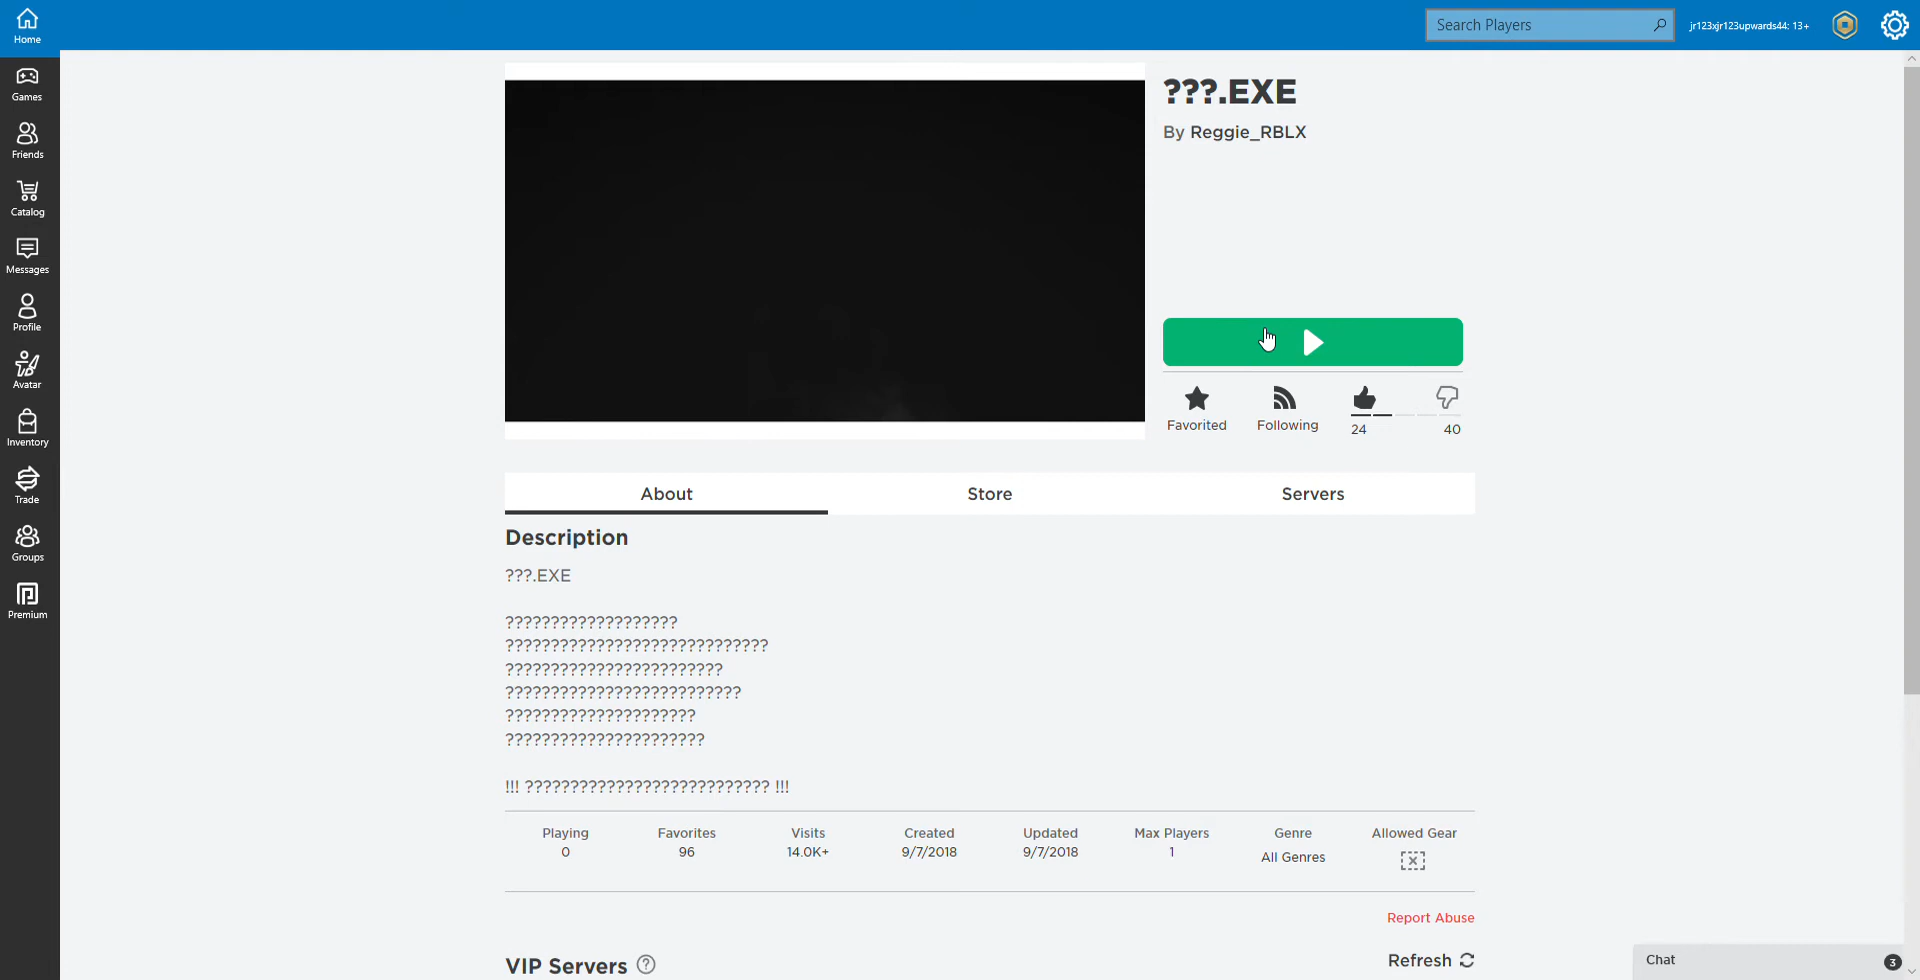 Home
Search Players
jr123xjr123upwards44: 13+
Games
Friends
Catalog
Messages
Profile
Avatar
Inventory
Trade
Groups
Premium
???.EXE
By Reggie_RBLX
Favorited
Following
24
40
About
Store
Servers
Description
???.EXE
???????????????????
?????????????????????????????
????????????????????????
??????????????????????????
?????????????????????
??????????????????????
!!! ??????????????????????????? !!!
Playing
0
Favorites
96
Visits
14.0K+
Created
9/7/2018
Updated
9/7/2018
Max Players
1
Genre
All Genres
Allowed Gear
Report Abuse
VIP Servers ?
Refresh
Chat
3